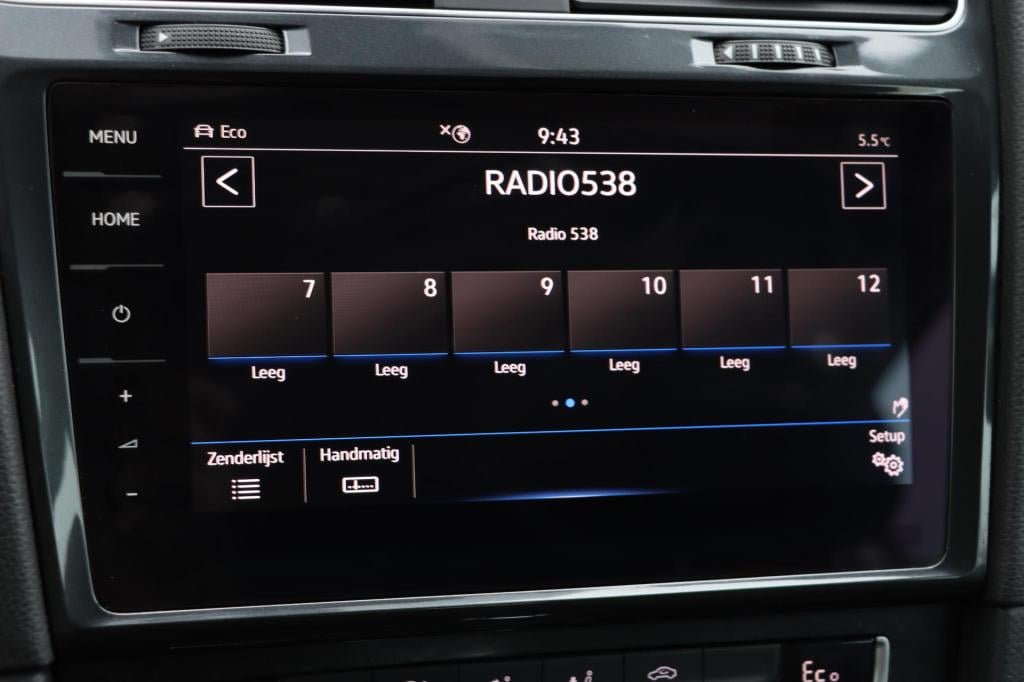 MENU
HOME
+
-
Eco
9:43
5.5°C
<
RADIO538
>
Radio 538
7 8 9 10 11 12
Leeg Leeg Leeg Leeg Leeg Leeg
Zenderlijst Handmatig Setup
Eco